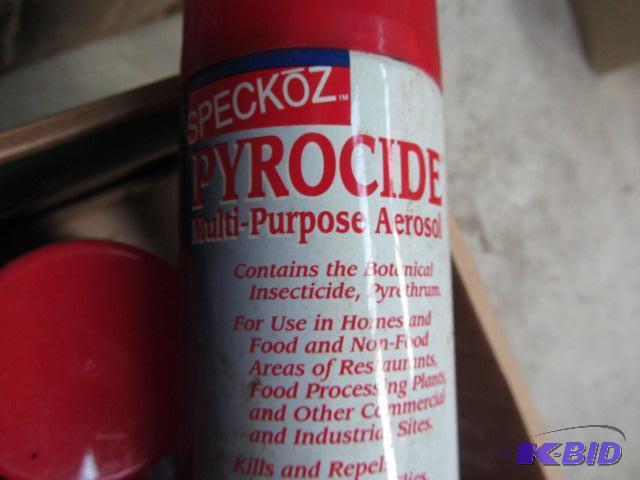 SPECKŌZ™
PYROCIDE
Multi-Purpose Aerosol
Contains the Botanical
Insecticide, Pyrethrum.
For Use in Homes and
Food and Non-Food
Areas of Restaurants,
Food Processing Plants,
and Other Commercial
and Industrial Sites.
Kills and Repels
K-BID